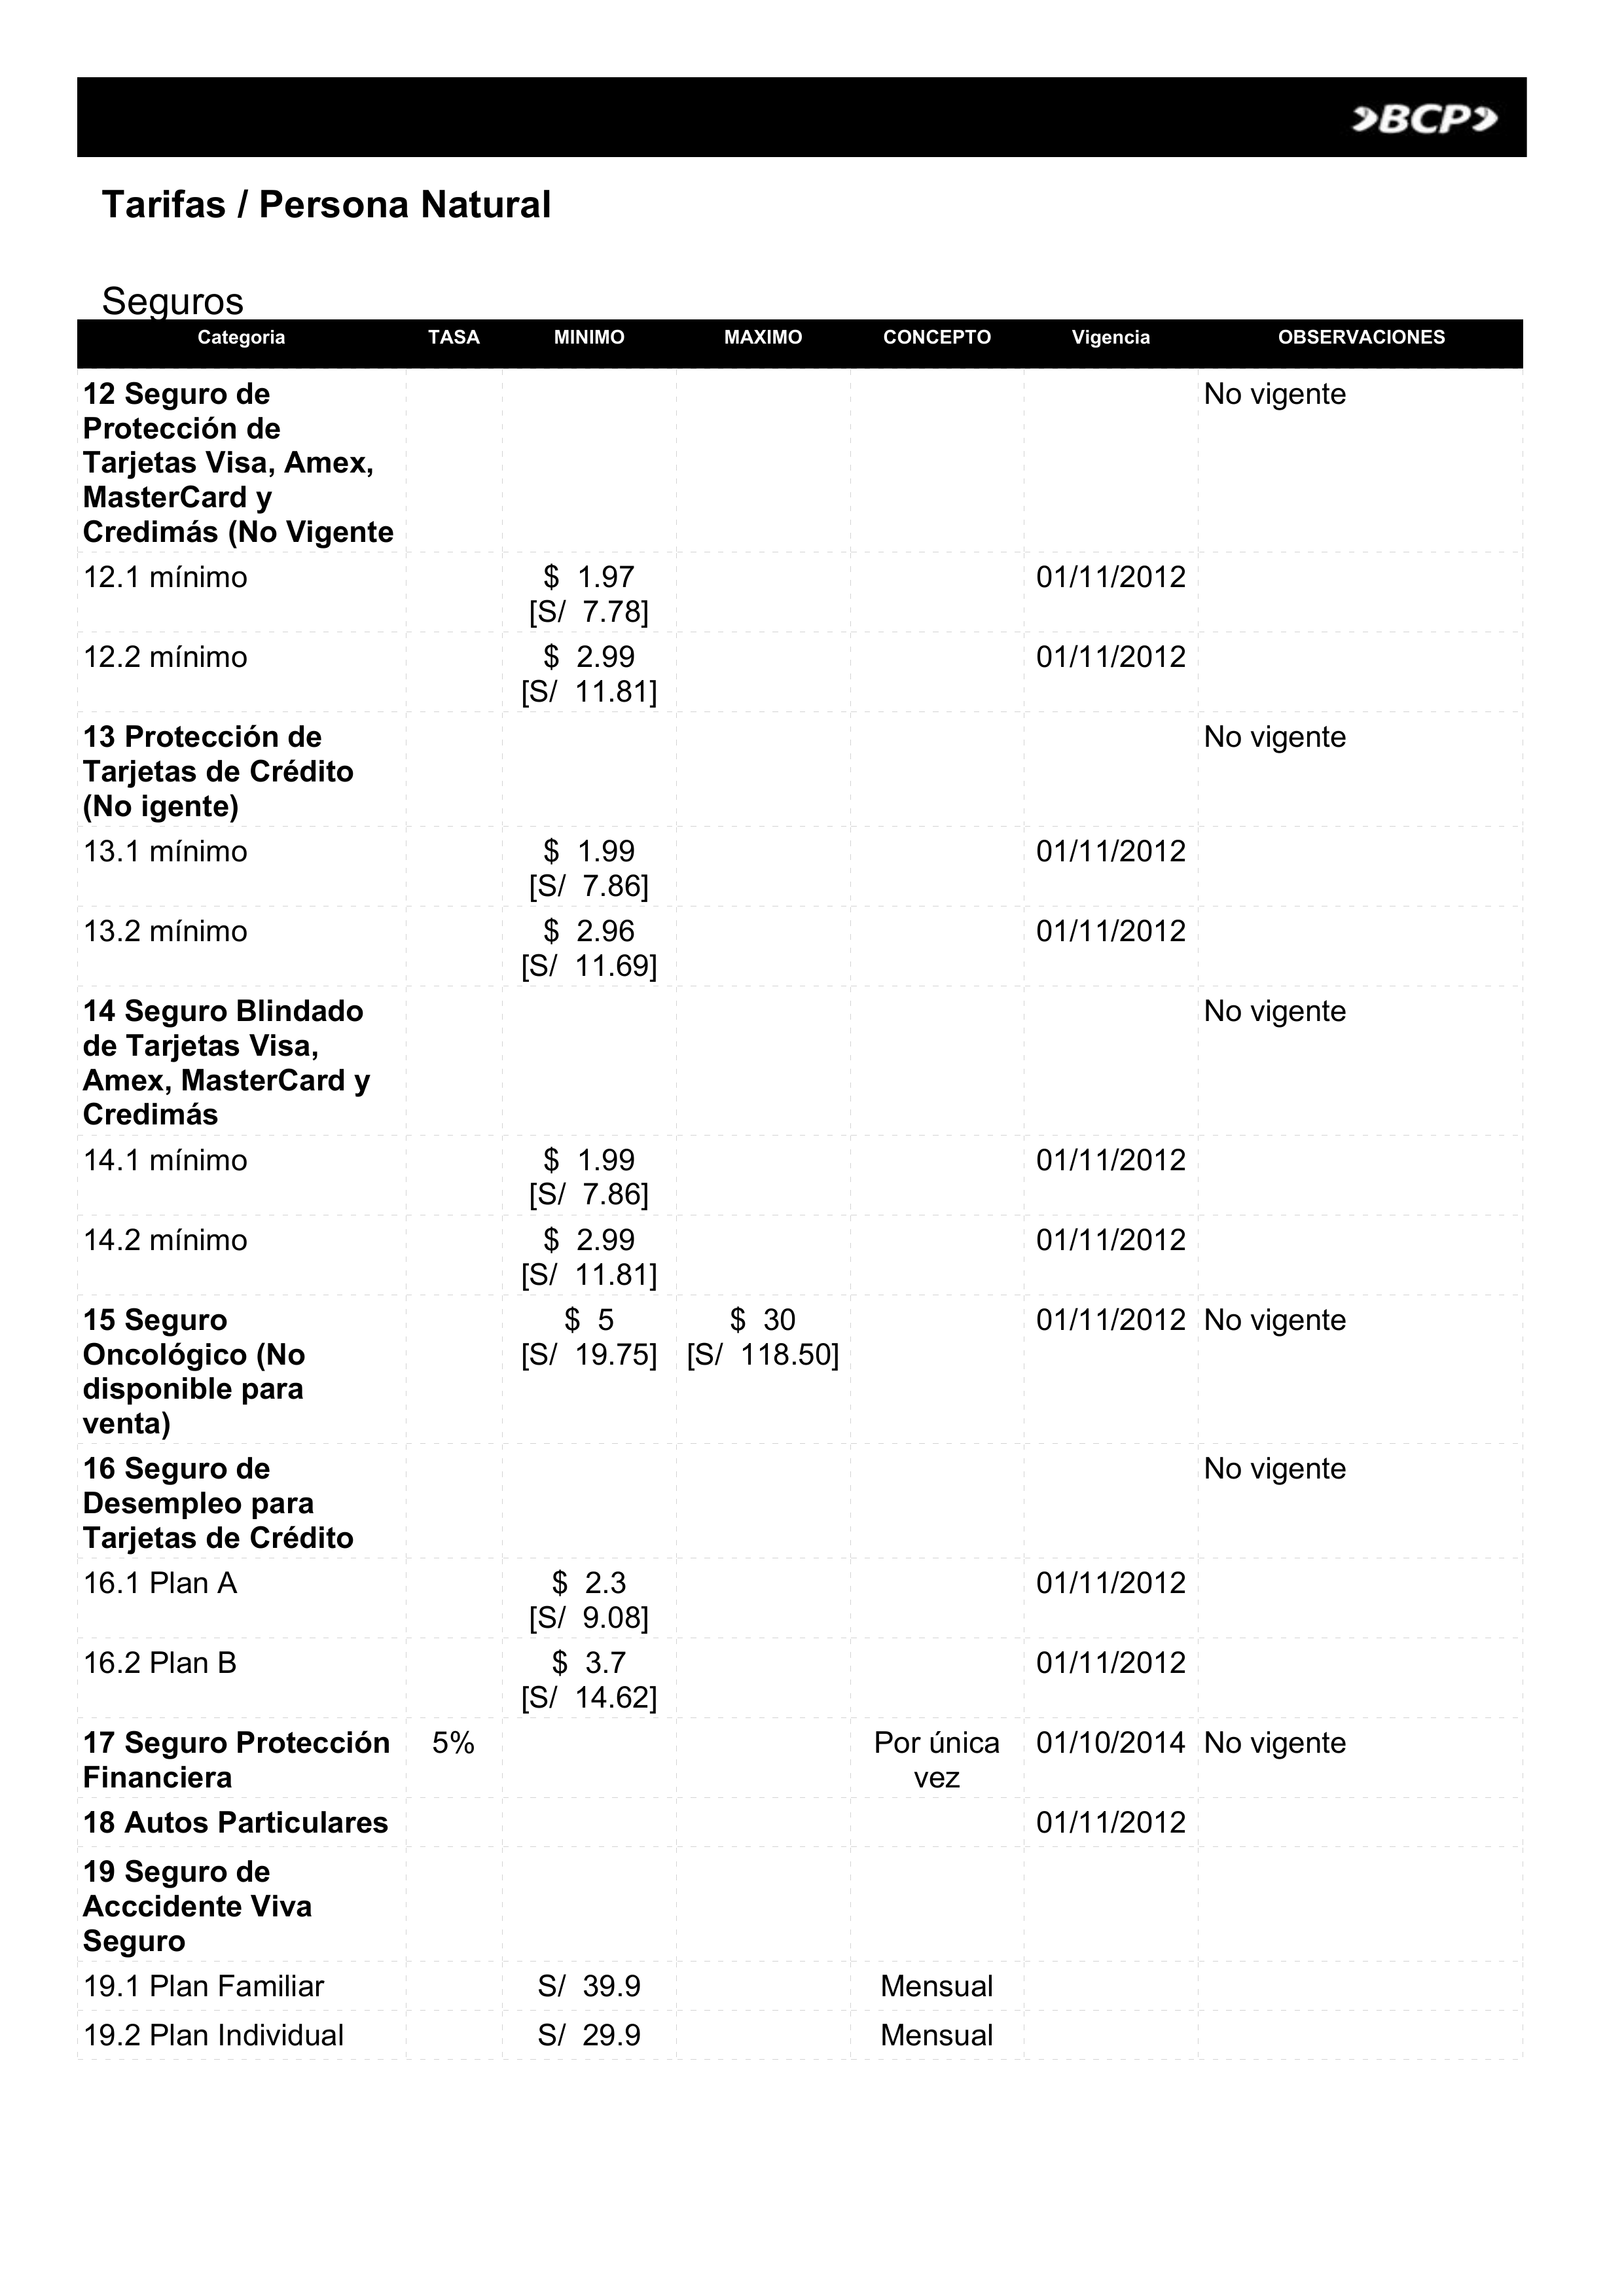 BCP
Tarifas / Persona Natural
Seguros
Categoria TASA MINIMO MAXIMO CONCEPTO Vigencia OBSERVACIONES
12 Seguro de No vigente
Protección de
Tarjetas Visa, Amex,
MasterCard y
Credimás (No Vigente
12.1 mínimo $ 1.97 01/11/2012
[S/ 7.78]
12.2 mínimo $ 2.99 01/11/2012
[S/ 11.81]
13 Protección de No vigente
Tarjetas de Crédito
(No igente)
13.1 mínimo $ 1.99 01/11/2012
[S/ 7.86]
13.2 mínimo $ 2.96 01/11/2012
[S/ 11.69]
14 Seguro Blindado No vigente
de Tarjetas Visa,
Amex, MasterCard y
Credimás
14.1 mínimo $ 1.99 01/11/2012
[S/ 7.86]
14.2 mínimo $ 2.99 01/11/2012
[S/ 11.81]
15 Seguro $ 5 $ 30 01/11/2012 No vigente
Oncológico (No [S/ 19.75] [S/ 118.50]
disponible para
venta)
16 Seguro de No vigente
Desempleo para
Tarjetas de Crédito
16.1 Plan A $ 2.3 01/11/2012
[S/ 9.08]
16.2 Plan B $ 3.7 01/11/2012
[S/ 14.62]
17 Seguro Protección 5% Por única 01/10/2014 No vigente
Financiera vez
18 Autos Particulares 01/11/2012
19 Seguro de
Acccidente Viva
Seguro
19.1 Plan Familiar S/ 39.9 Mensual
19.2 Plan Individual S/ 29.9 Mensual